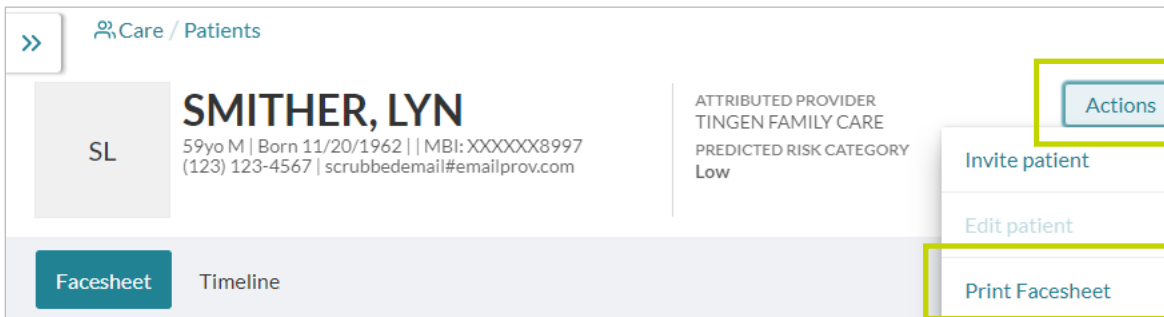 Care / Patients
SL
SMITHER, LYN
59yo M | Born 11/20/1962 | | MBI: XXXXXX8997
(123) 123-4567 | scrubbedemail#emailprov.com
ATTRIBUTED PROVIDER
TINGEN FAMILY CARE
PREDICTED RISK CATEGORY
Low
Actions
Invite patient
Edit patient
Print Facesheet
Facesheet
Timeline